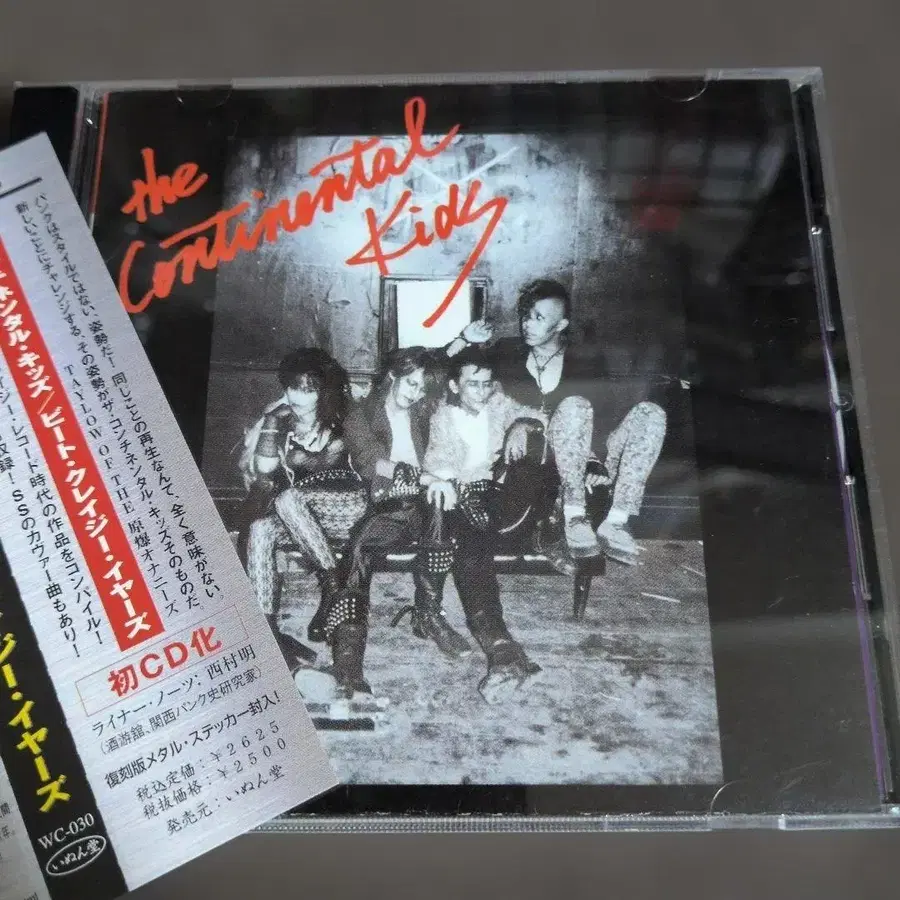 the
Continental
Kids
パンクはスタイルではない、姿勢だ！同じことの再生なんて、全く意味がない
新しいことにチャレンジする、その姿勢がザ・コンチネンタル・キッズそのものだ
TAYLOW OF THE 原爆オナニーズ
ネンタル・キッズ/ビート・クレイジー・イヤーズ
イジー・レコード時代の作品をコンパイル！
収録！SSのカヴァー曲もあり！
初CD化
ライナー・ノーツ：西村明
(酒游舘、関西パンク史研究家)
復刻版メタル・ステッカー封入！
税込定価：￥2625
税抜価格：￥2500
発売元：いぬん堂
ジー・イヤーズ
WC-030
いぬん堂